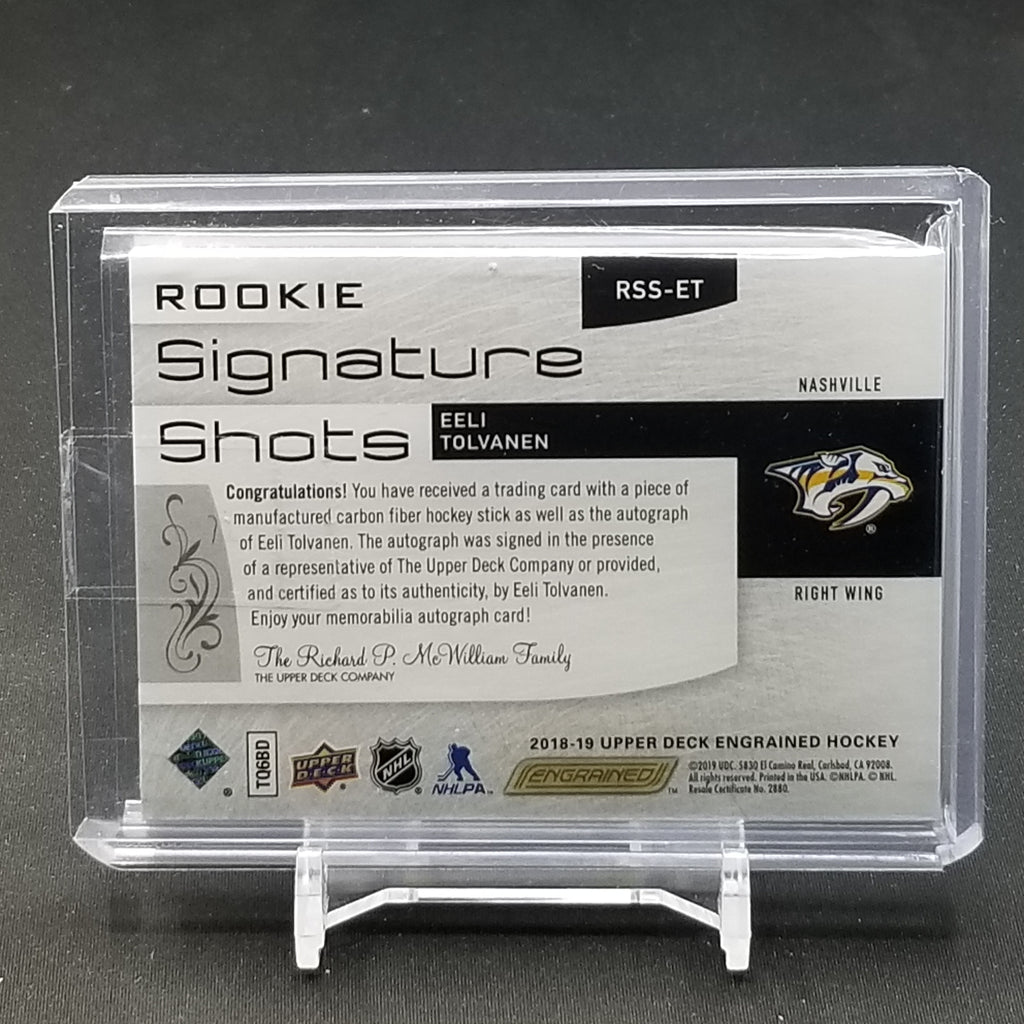 ROOKIE
RSS-ET
Signature
NASHVILLE
Shots
EELI
TOLVANEN
Congratulations! You have received a trading card with a piece of
manufactured carbon fiber hockey stick as well as the autograph
of Eeli Tolvanen. The autograph was signed in the presence
of a representative of The Upper Deck Company or provided,
and certified as to its authenticity, by Eeli Tolvanen.
Enjoy your memorabilia autograph card!
RIGHT WING
The Richard P. McWilliam Family
THE UPPER DECK COMPANY
TQ6BD
UPPER
DECK
NHL
NHLPA
2018-19 UPPER DECK ENGRAINED HOCKEY
ENGRAINED
©2019 UDC. 5830 El Camino Real, Carlsbad, CA 92008.
All rights reserved. Printed in the USA. ©NHLPA. © NHL.
Resale Certificate No. 2880.